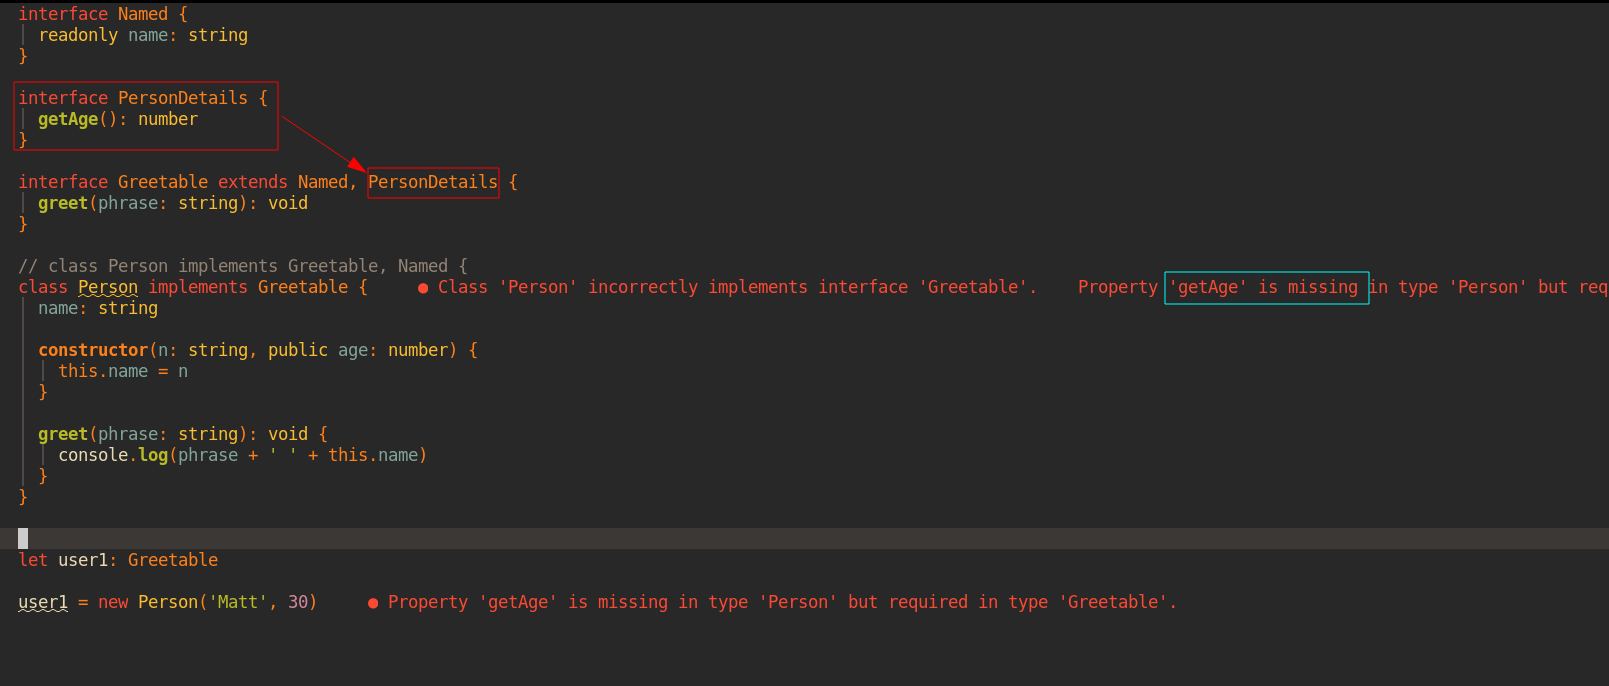 interface Named {
readonly name: string
}
interface PersonDetails {
getAge(): number
}
interface Greetable extends Named, PersonDetails {
greet(phrase: string): void
}
// class Person implements Greetable, Named {
class Person implements Greetable { ● Class 'Person' incorrectly implements interface 'Greetable'. Property 'getAge' is missing in type 'Person' but req
name: string
constructor(n: string, public age: number) {
this.name = n
}
greet(phrase: string): void {
console.log(phrase + ' ' + this.name)
}
}
let user1: Greetable
user1 = new Person('Matt', 30) ● Property 'getAge' is missing in type 'Person' but required in type 'Greetable'.